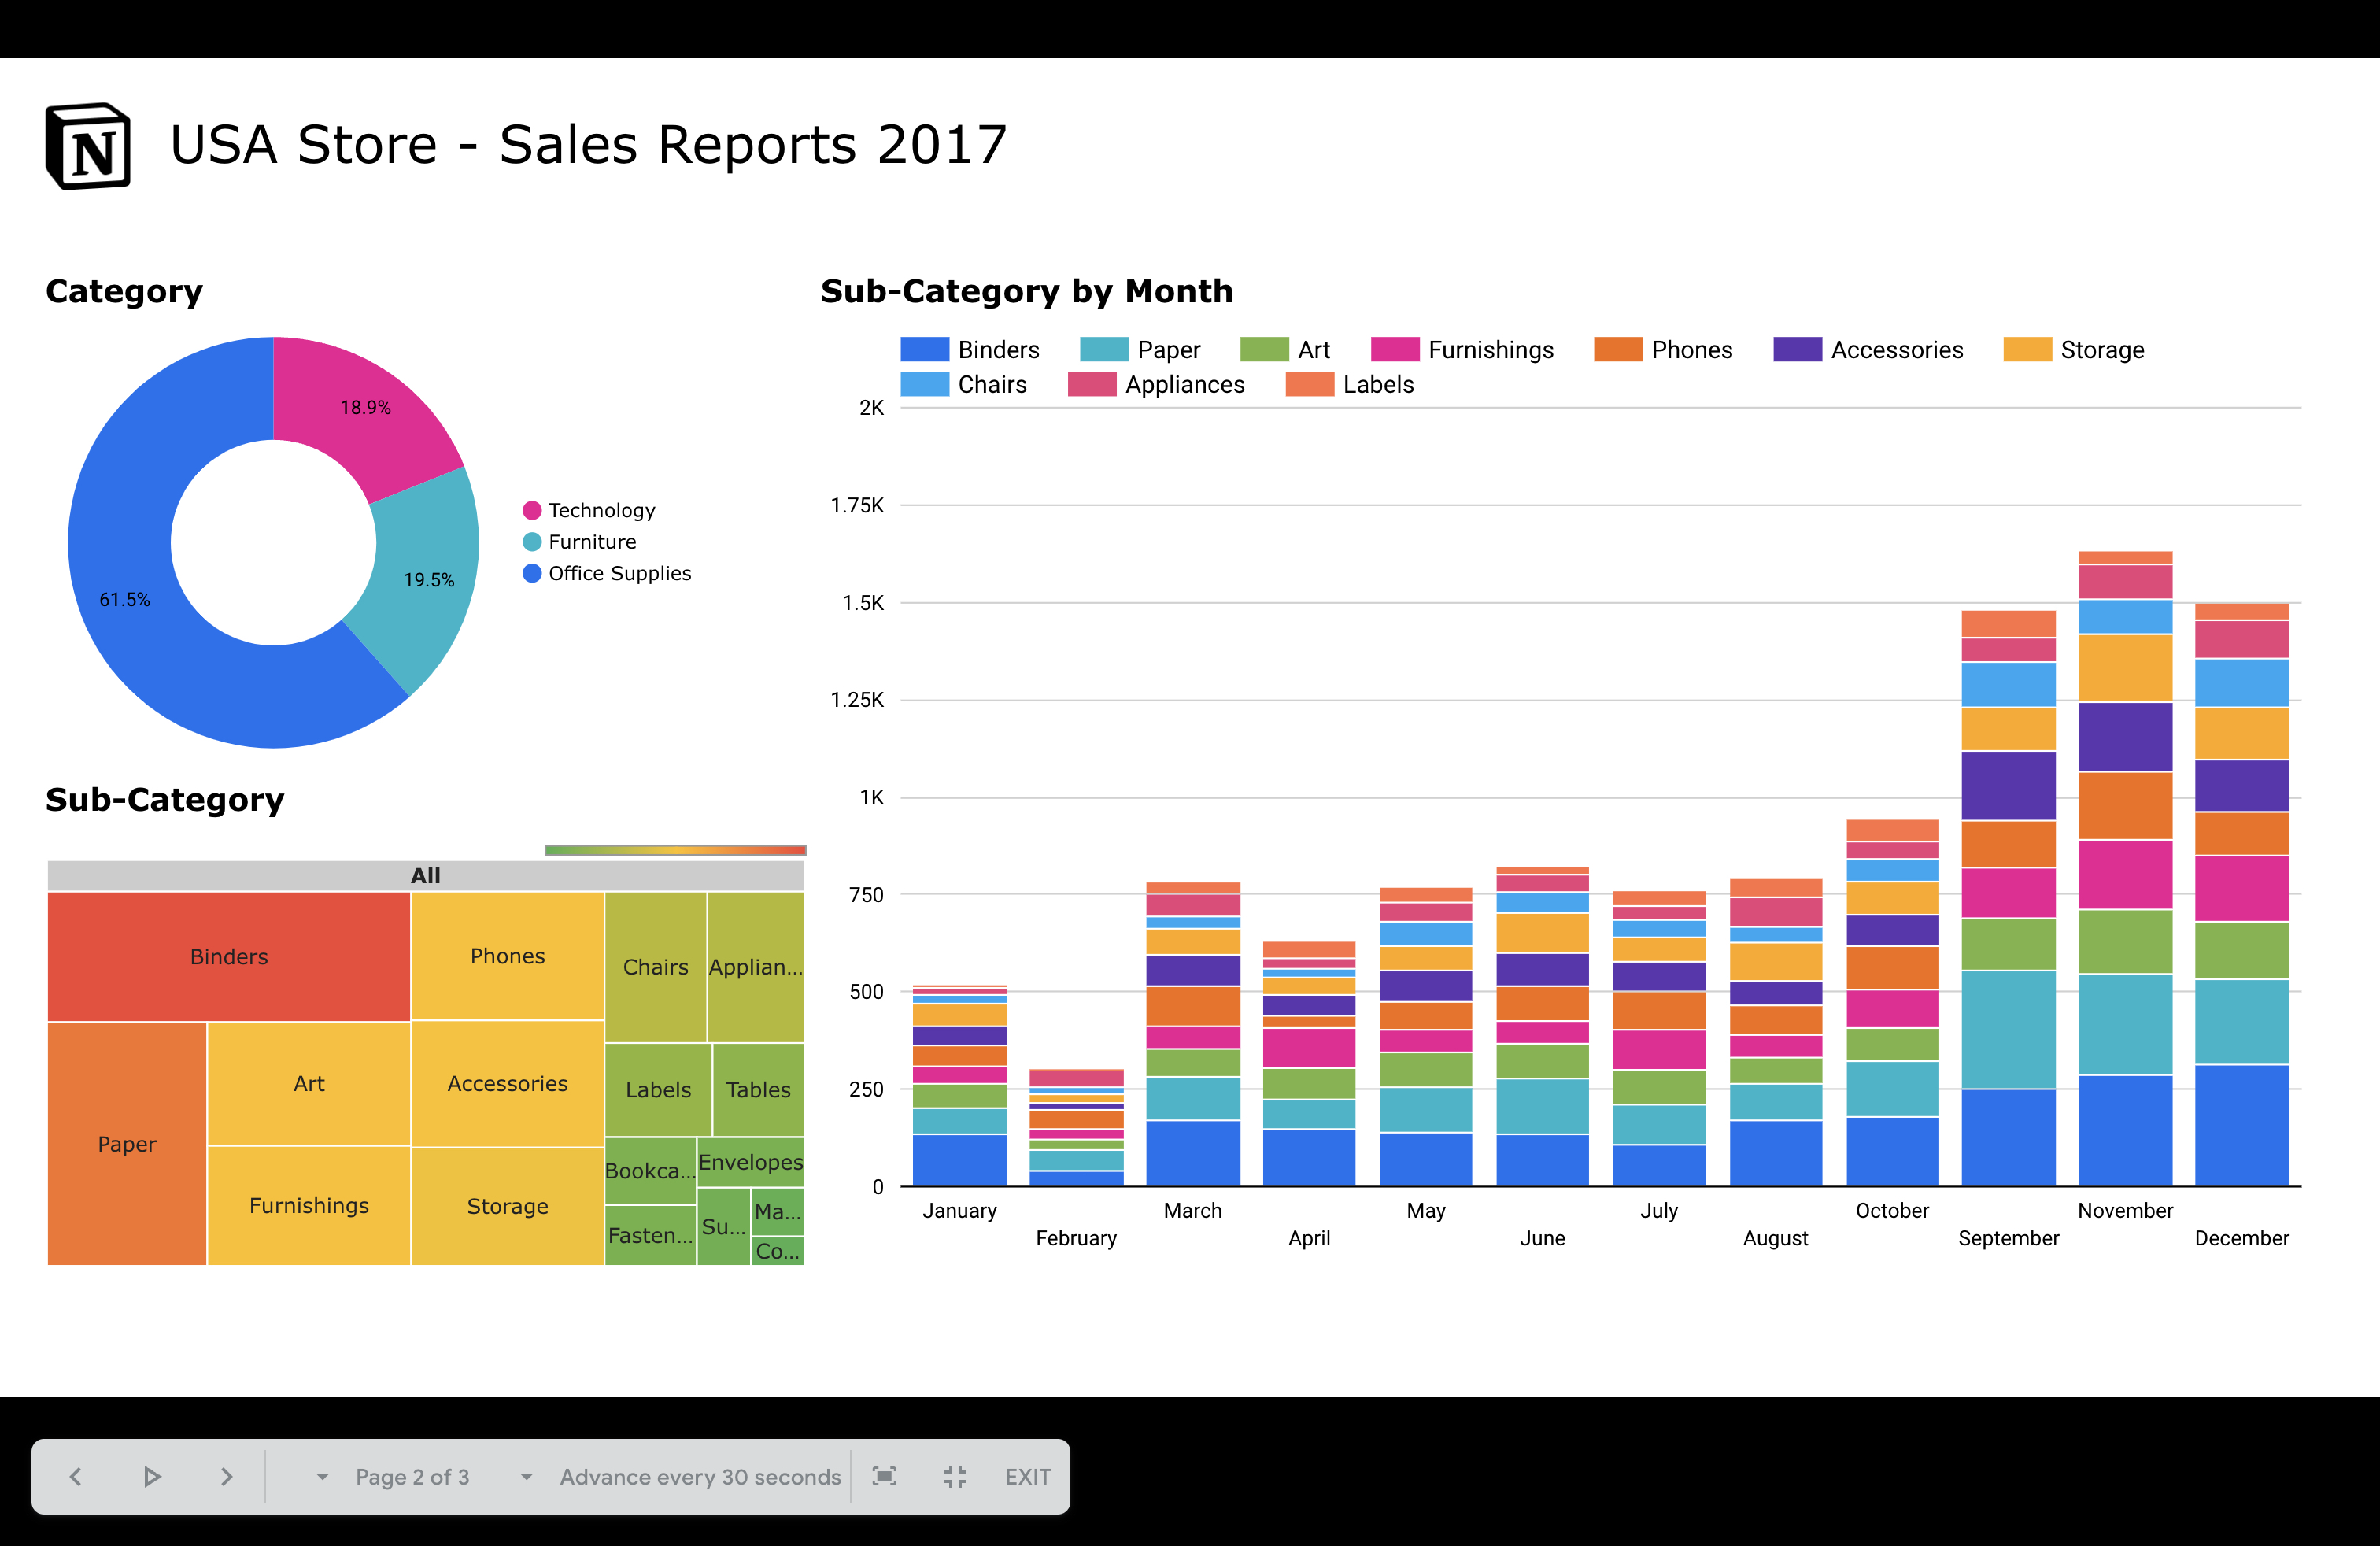 N
USA Store - Sales Reports 2017
Category
18.9%
19.5%
61.5%
Technology
Furniture
Office Supplies
Sub-Category
All
Binders
Phones
Chairs
Applian...
Paper
Art
Accessories
Labels
Tables
Furnishings
Storage
Bookca...
Envelopes
Fasten...
Su...
Ma...
Co...
Sub-Category by Month
Binders Paper Art Furnishings Phones Accessories Storage
Chairs Appliances Labels
2K
1.75K
1.5K
1.25K
1K
750
500
250
0
January March May July October November
February April June August September December
Page 2 of 3 Advance every 30 seconds EXIT